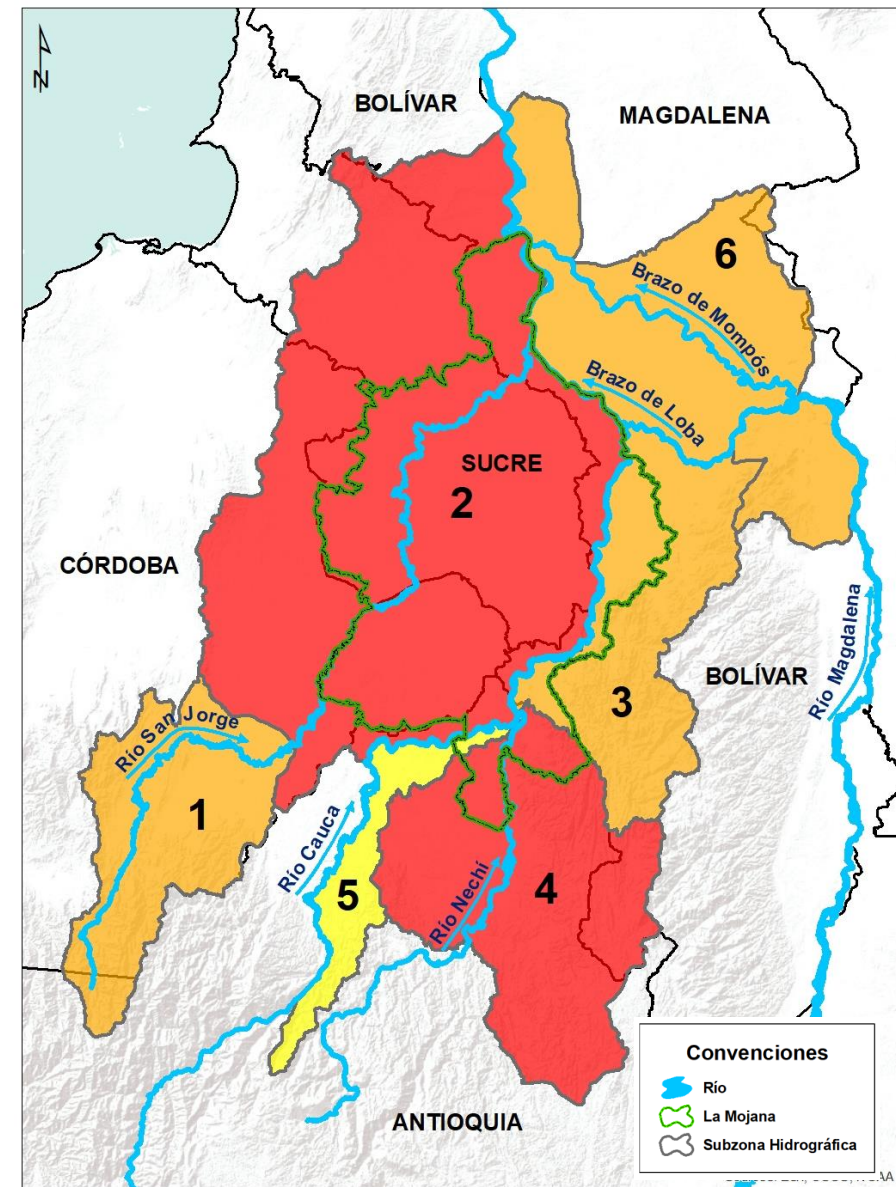 N
BOLÍVAR
MAGDALENA
6
Brazo de Mompós
Brazo de Loba
SUCRE
2
CÓRDOBA
BOLÍVAR
Río Magdalena
3
Río San Jorge
1
Río Cauca
5
Río Nechí
4
ANTIOQUIA
Convenciones
Río
La Mojana
Subzona Hidrográfica